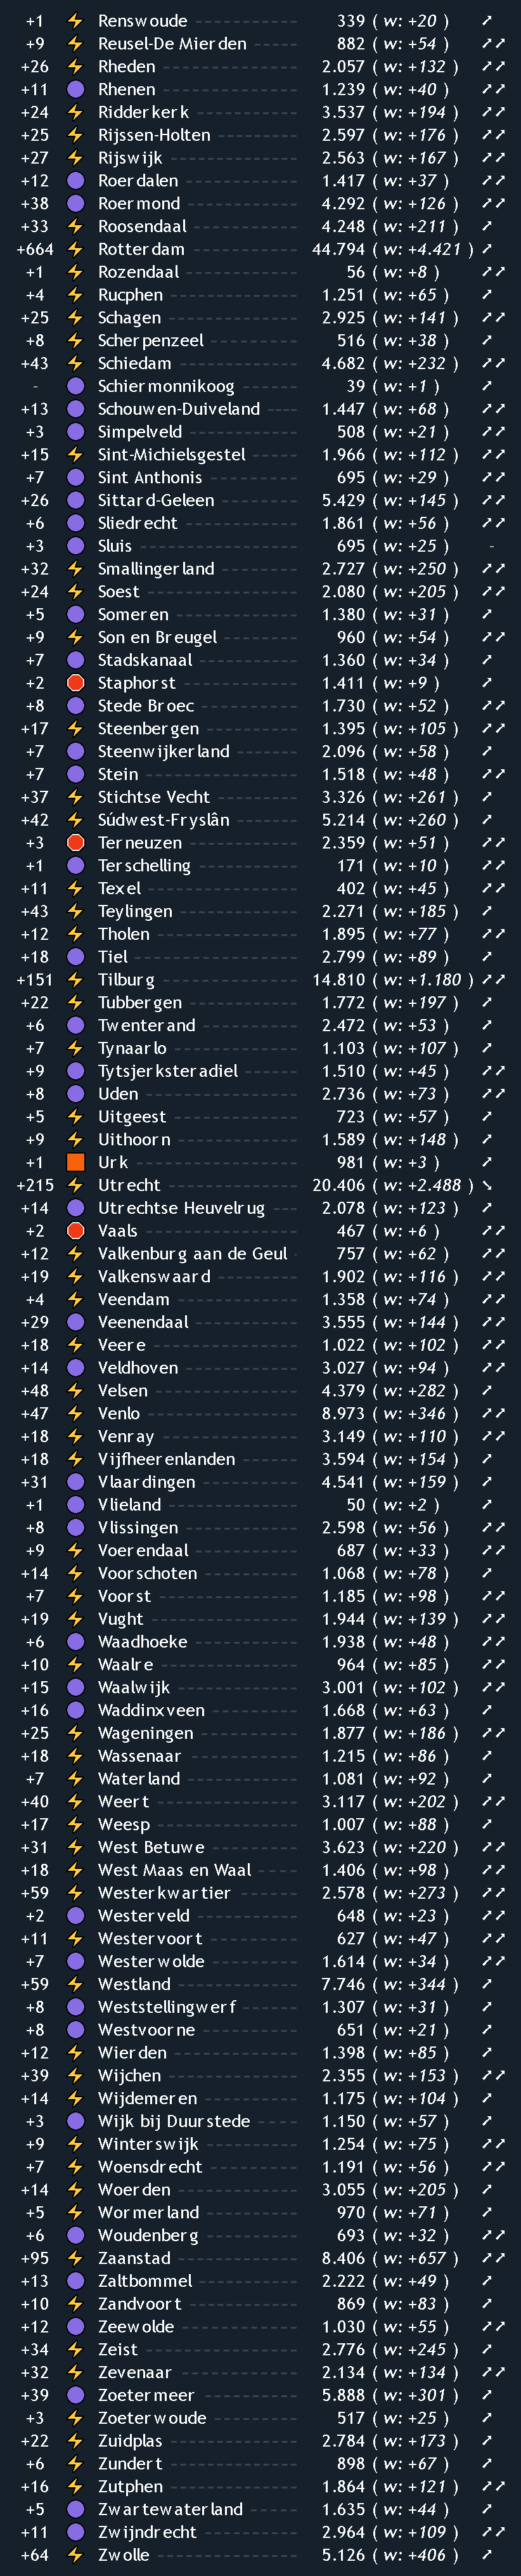 +1 Renswoude 339 ( w: +20 )
+9 Reusel-De Mierden 882 ( w: +54 )
+26 Rheden 2.057 ( w: +132 )
+11 Rhenen 1.239 ( w: +40 )
+24 Ridderkerk 3.537 ( w: +194 )
+25 Rijssen-Holten 2.597 ( w: +176 )
+27 Rijswijk 2.563 ( w: +167 )
+12 Roerdalen 1.417 ( w: +37 )
+38 Roermond 4.292 ( w: +126 )
+33 Roosendaal 4.248 ( w: +211 )
+664 Rotterdam 44.794 ( w: +4.421 )
+1 Rozendaal 56 ( w: +8 )
+4 Rucphen 1.251 ( w: +65 )
+25 Schagen 2.925 ( w: +141 )
+8 Scherpenzeel 516 ( w: +38 )
+43 Schiedam 4.682 ( w: +232 )
- Schiermonnikoog 39 ( w: +1 )
+13 Schouwen-Duiveland 1.447 ( w: +68 )
+3 Simpelveld 508 ( w: +21 )
+15 Sint-Michielsgestel 1.966 ( w: +112 )
+7 Sint Anthonis 695 ( w: +29 )
+26 Sittard-Geleen 5.429 ( w: +145 )
+6 Sliedrecht 1.861 ( w: +56 )
+3 Sluis 695 ( w: +25 ) -
+32 Smallingerland 2.727 ( w: +250 )
+24 Soest 2.080 ( w: +205 )
+5 Someren 1.380 ( w: +31 )
+9 Son en Breugel 960 ( w: +54 )
+7 Stadskanaal 1.360 ( w: +34 )
+2 Staphorst 1.411 ( w: +9 )
+8 Stede Broec 1.730 ( w: +52 )
+17 Steenbergen 1.395 ( w: +105 )
+7 Steenwijkerland 2.096 ( w: +58 )
+7 Stein 1.518 ( w: +48 )
+37 Stichtse Vecht 3.326 ( w: +261 )
+42 Súdwest-Fryslân 5.214 ( w: +260 )
+3 Terneuzen 2.359 ( w: +51 )
+1 Terschelling 171 ( w: +10 )
+11 Texel 402 ( w: +45 )
+43 Teylingen 2.271 ( w: +185 )
+12 Tholen 1.895 ( w: +77 )
+18 Tiel 2.799 ( w: +89 )
+151 Tilburg 14.810 ( w: +1.180 )
+22 Tubbergen 1.772 ( w: +197 )
+6 Twenterand 2.472 ( w: +53 )
+7 Tynaarlo 1.103 ( w: +107 )
+9 Tytsjerksteradiel 1.510 ( w: +45 )
+8 Uden 2.736 ( w: +73 )
+5 Uitgeest 723 ( w: +57 )
+9 Uithoorn 1.589 ( w: +148 )
+1 Urk 981 ( w: +3 )
+215 Utrecht 20.406 ( w: +2.488 )
+14 Utrechtse Heuvelrug 2.078 ( w: +123 )
+2 Vaals 467 ( w: +6 )
+12 Valkenburg aan de Geul 757 ( w: +62 )
+19 Valkenswaard 1.902 ( w: +116 )
+4 Veendam 1.358 ( w: +74 )
+29 Veenendaal 3.555 ( w: +144 )
+18 Veere 1.022 ( w: +102 )
+14 Veldhoven 3.027 ( w: +94 )
+48 Velsen 4.379 ( w: +282 )
+47 Venlo 8.973 ( w: +346 )
+18 Venray 3.149 ( w: +110 )
+18 Vijfheerenlanden 3.594 ( w: +154 )
+31 Vlaardingen 4.541 ( w: +159 )
+1 Vlieland 50 ( w: +2 )
+8 Vlissingen 2.598 ( w: +56 )
+9 Voerendaal 687 ( w: +33 )
+14 Voorschoten 1.068 ( w: +78 )
+7 Voorst 1.185 ( w: +98 )
+19 Vught 1.944 ( w: +139 )
+6 Waadhoeke 1.938 ( w: +48 )
+10 Waalre 964 ( w: +85 )
+15 Waalwijk 3.001 ( w: +102 )
+16 Waddinxveen 1.668 ( w: +63 )
+25 Wageningen 1.877 ( w: +186 )
+18 Wassenaar 1.215 ( w: +86 )
+7 Waterland 1.081 ( w: +92 )
+40 Weert 3.117 ( w: +202 )
+17 Weesp 1.007 ( w: +88 )
+31 West Betuwe 3.623 ( w: +220 )
+18 West Maas en Waal 1.406 ( w: +98 )
+59 Westerkwartier 2.578 ( w: +273 )
+2 Westerveld 648 ( w: +23 )
+11 Westervoort 627 ( w: +47 )
+7 Westerwolde 1.614 ( w: +34 )
+59 Westland 7.746 ( w: +344 )
+8 Weststellingwerf 1.307 ( w: +31 )
+8 Westvoorne 651 ( w: +21 )
+12 Wierden 1.398 ( w: +85 )
+39 Wijchen 2.355 ( w: +153 )
+14 Wijdemeren 1.175 ( w: +104 )
+3 Wijk bij Duurstede 1.150 ( w: +57 )
+9 Winterswijk 1.254 ( w: +75 )
+7 Woensdrecht 1.191 ( w: +56 )
+14 Woerden 3.055 ( w: +205 )
+5 Wormerland 970 ( w: +71 )
+6 Woudenberg 693 ( w: +32 )
+95 Zaanstad 8.406 ( w: +657 )
+13 Zaltbommel 2.222 ( w: +49 )
+10 Zandvoort 869 ( w: +83 )
+12 Zeewolde 1.030 ( w: +55 )
+34 Zeist 2.776 ( w: +245 )
+32 Zevenaar 2.134 ( w: +134 )
+39 Zoetermeer 5.888 ( w: +301 )
+3 Zoeterwoude 517 ( w: +25 )
+22 Zuidplas 2.784 ( w: +173 )
+6 Zundert 898 ( w: +67 )
+16 Zutphen 1.864 ( w: +121 )
+5 Zwartewaterland 1.635 ( w: +44 )
+11 Zwijndrecht 2.964 ( w: +109 )
+64 Zwolle 5.126 ( w: +406 )